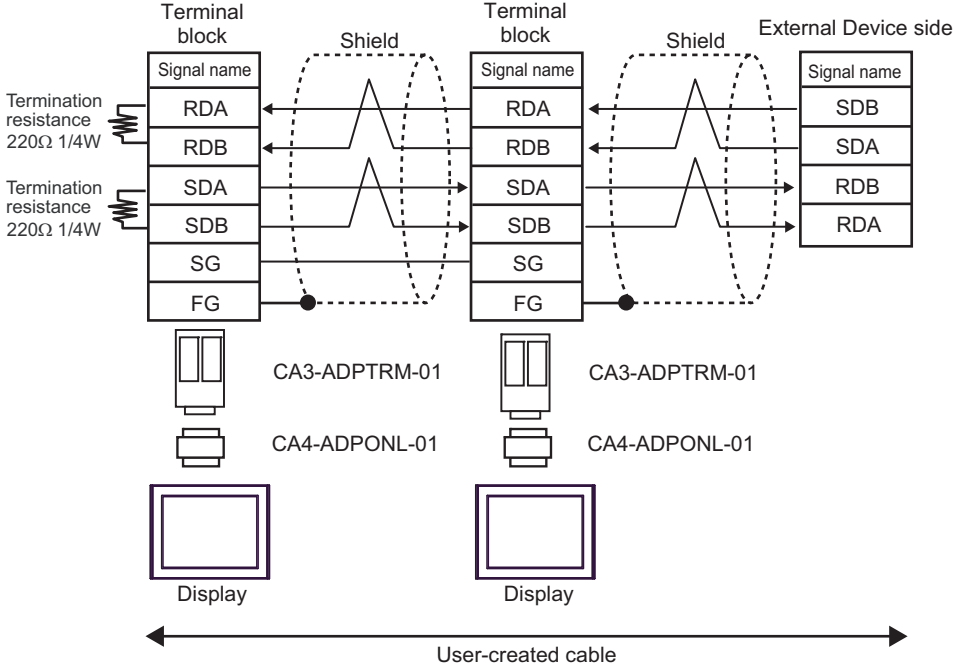 Terminal
block
Shield
Terminal
block
Shield
External Device side
Signal name
Signal name
Signal name
Termination
resistance
220Ω 1/4W
RDA
RDA
SDB
RDB
RDB
SDA
Termination
resistance
220Ω 1/4W
SDA
SDA
RDB
SDB
SDB
RDA
SG
SG
FG
FG
CA3-ADPTRM-01
CA3-ADPTRM-01
CA4-ADPONL-01
CA4-ADPONL-01
Display
Display
User-created cable